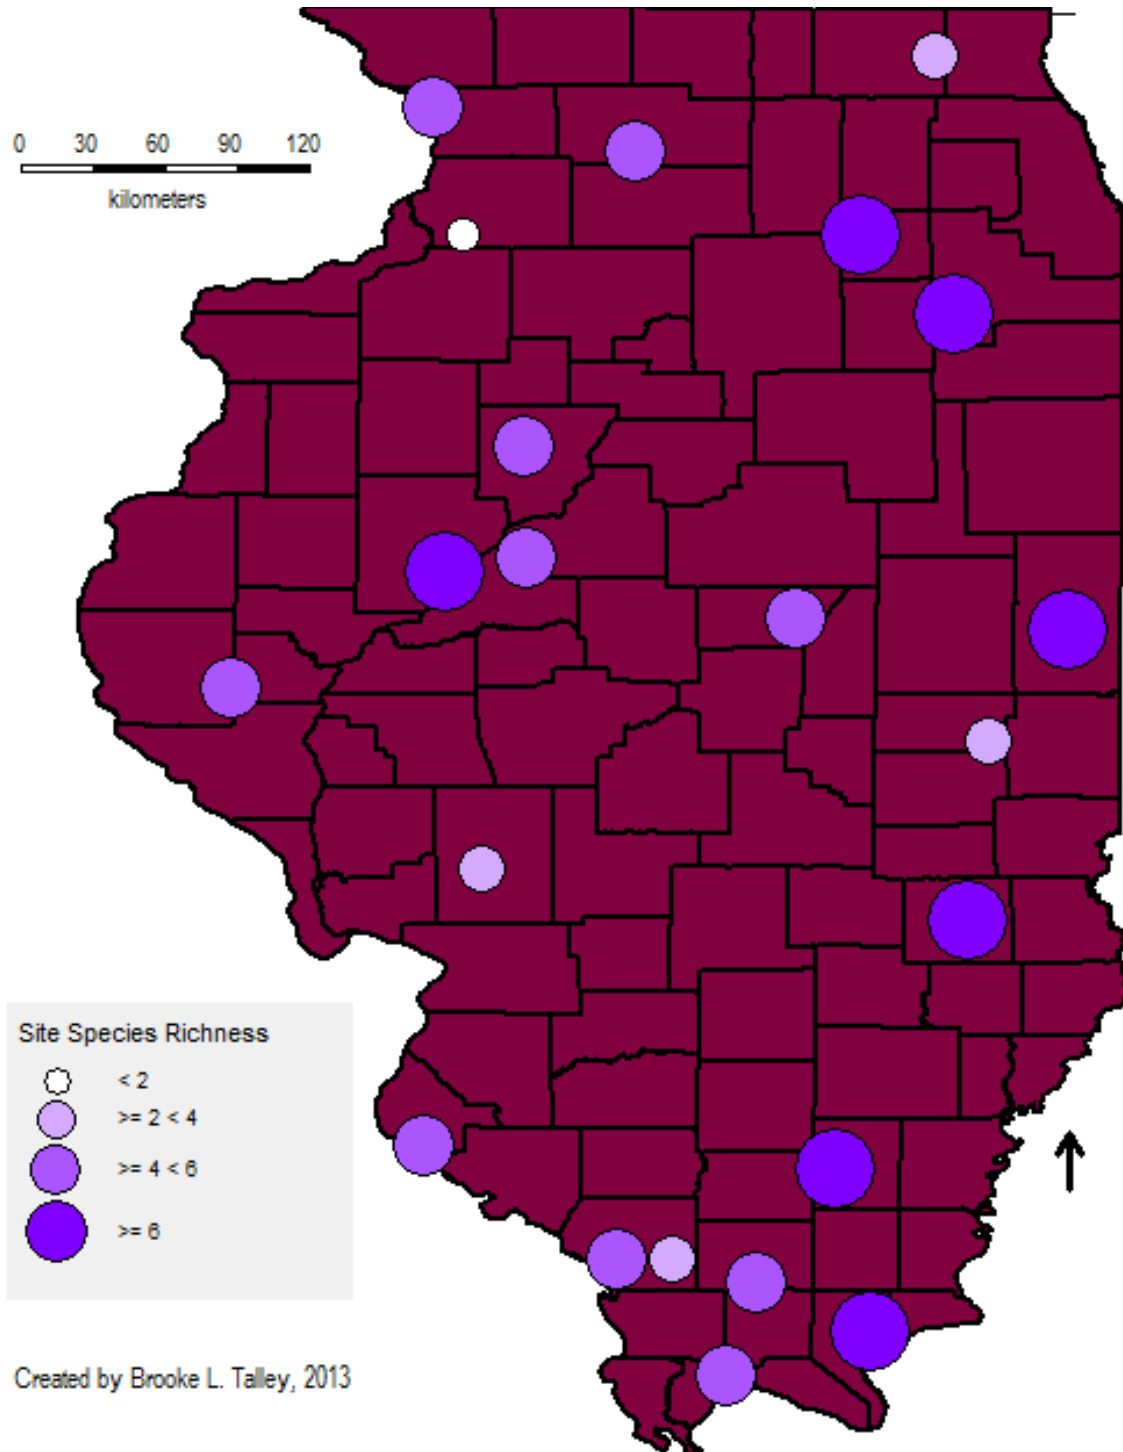 0 30 60 90 120
kilometers
Site Species Richness
< 2
>= 2 < 4
>= 4 < 6
>= 6
Created by Brooke L. Talley, 2013